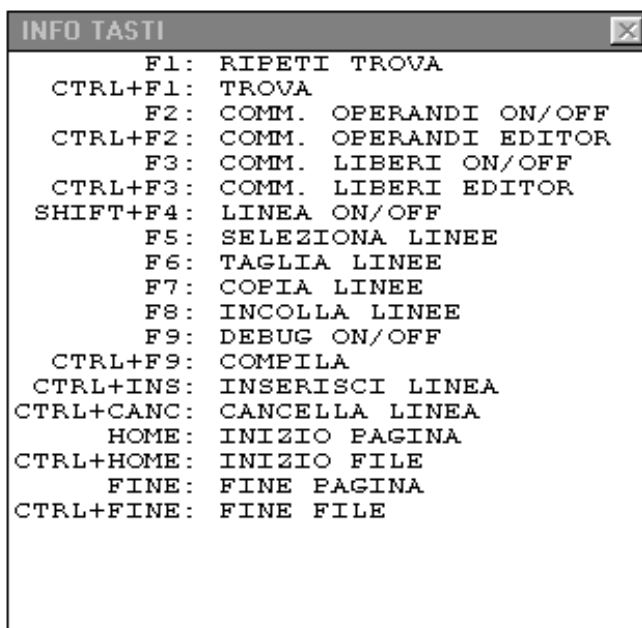 INFO TASTI
F1: RIPETI TROVA
CTRL+F1: TROVA
F2: COMM. OPERANDI ON/OFF
CTRL+F2: COMM. OPERANDI EDITOR
F3: COMM. LIBERI ON/OFF
CTRL+F3: COMM. LIBERI EDITOR
SHIFT+F4: LINEA ON/OFF
F5: SELEZIONA LINEE
F6: TAGLIA LINEE
F7: COPIA LINEE
F8: INCOLLA LINEE
F9: DEBUG ON/OFF
CTRL+F9: COMPILA
CTRL+INS: INSERISCI LINEA
CTRL+CANC: CANCELLA LINEA
HOME: INIZIO PAGINA
CTRL+HOME: INIZIO FILE
FINE: FINE PAGINA
CTRL+FINE: FINE FILE